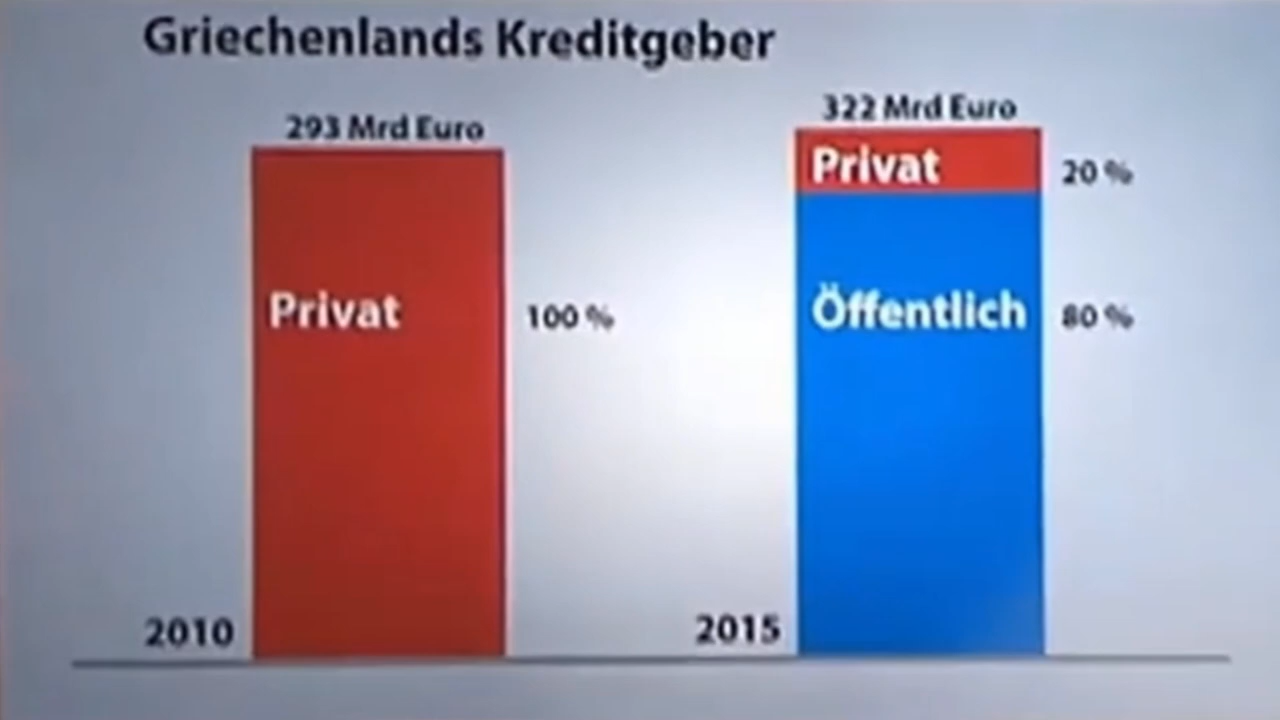 Griechenlands Kreditgeber
293 Mrd Euro
Privat
100 %
2010
322 Mrd Euro
Privat
20 %
Öffentlich
80 %
2015